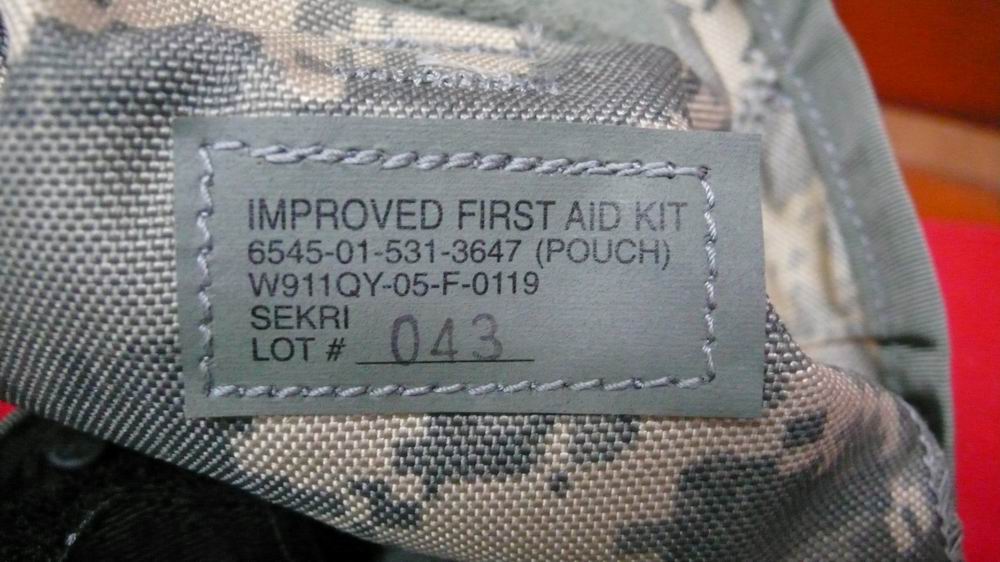 IMPROVED FIRST AID KIT
6545-01-531-3647 (POUCH)
W911QY-05-F-0119
SEKRI
LOT # 043